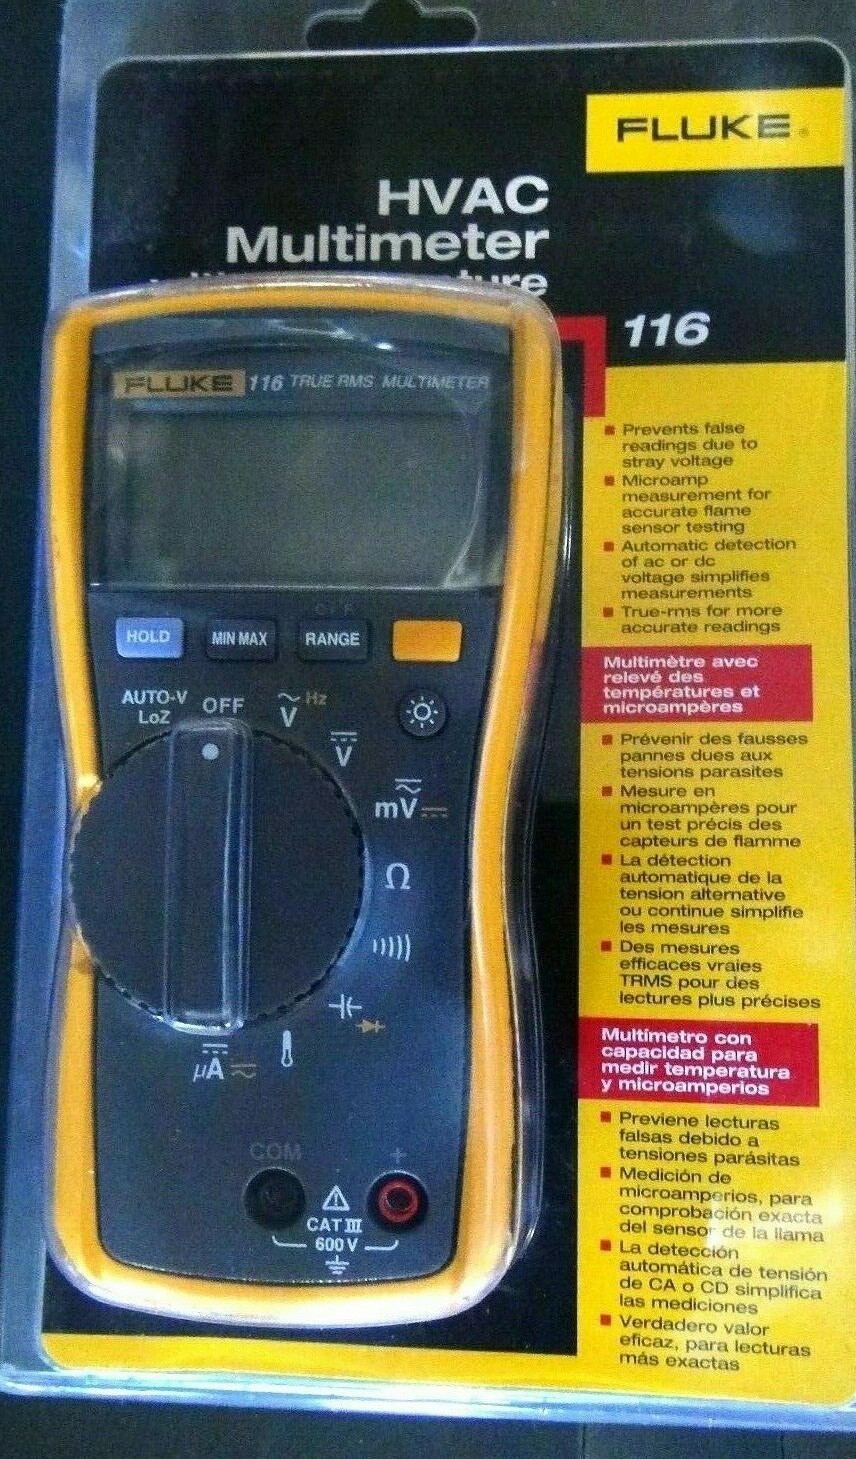 FLUKE
HVAC
Multimeter
116
FLUKE 116 TRUE RMS MULTIMETER
HOLD
MIN MAX
RANGE
AUTO-V
LoZ
OFF
Hz
V
V
mV
Ω
µA
COM
+
CAT III
600 V
Prevents false
readings due to
stray voltage
Microamp
measurement for
accurate flame
sensor testing
Automatic detection
of ac or dc
voltage simplifies
measurements
True-rms for more
accurate readings
Multimètre avec
relevé des
températures et
microampères
Prévenir des fausses
pannes dues aux
tensions parasites
Mesure en
microampères pour
un test précis des
capteurs de flamme
La détection
automatique de la
tension alternative
ou continue simplifie
les mesures
Des mesures
efficaces vraies
TRMS pour des
lectures plus précises
Multímetro con
capacidad para
medir temperatura
y microamperios
Previene lecturas
falsas debido a
tensiones parásitas
Medición de
microamperios, para
comprobación exacta
del sensor de la llama
La detección
automática de tensión
de CA o CD simplifica
las mediciones
Verdadero valor
eficaz, para lecturas
más exactas